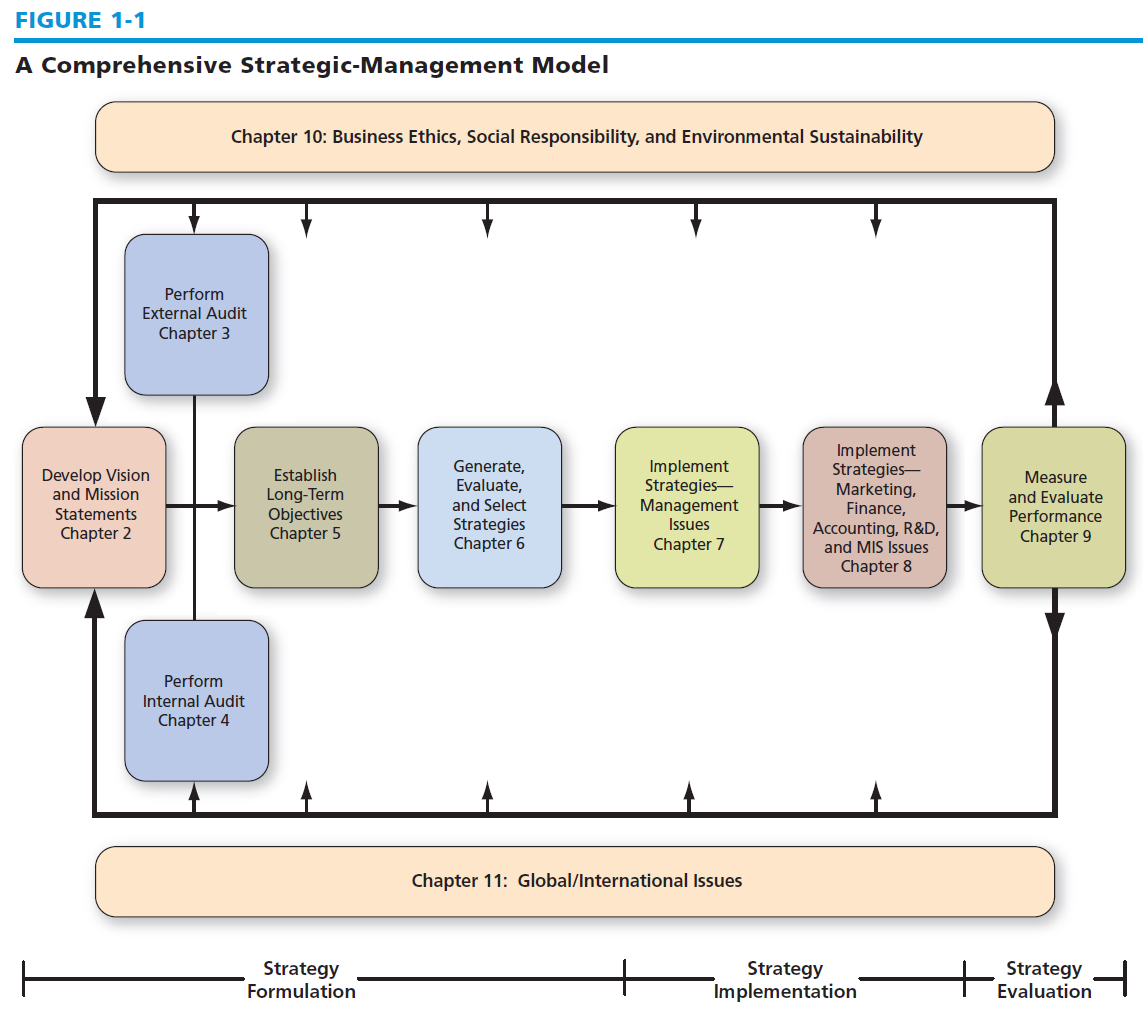 FIGURE 1-1
A Comprehensive Strategic-Management Model
Chapter 10: Business Ethics, Social Responsibility, and Environmental Sustainability
Perform
External Audit
Chapter 3
Develop Vision
and Mission
Statements
Chapter 2
Establish
Long-Term
Objectives
Chapter 5
Generate,
Evaluate,
and Select
Strategies
Chapter 6
Implement
Strategies—
Management
Issues
Chapter 7
Implement
Strategies—
Marketing,
Finance,
Accounting, R&D,
and MIS Issues
Chapter 8
Measure
and Evaluate
Performance
Chapter 9
Perform
Internal Audit
Chapter 4
Chapter 11: Global/International Issues
Strategy
Formulation
Strategy
Implementation
Strategy
Evaluation